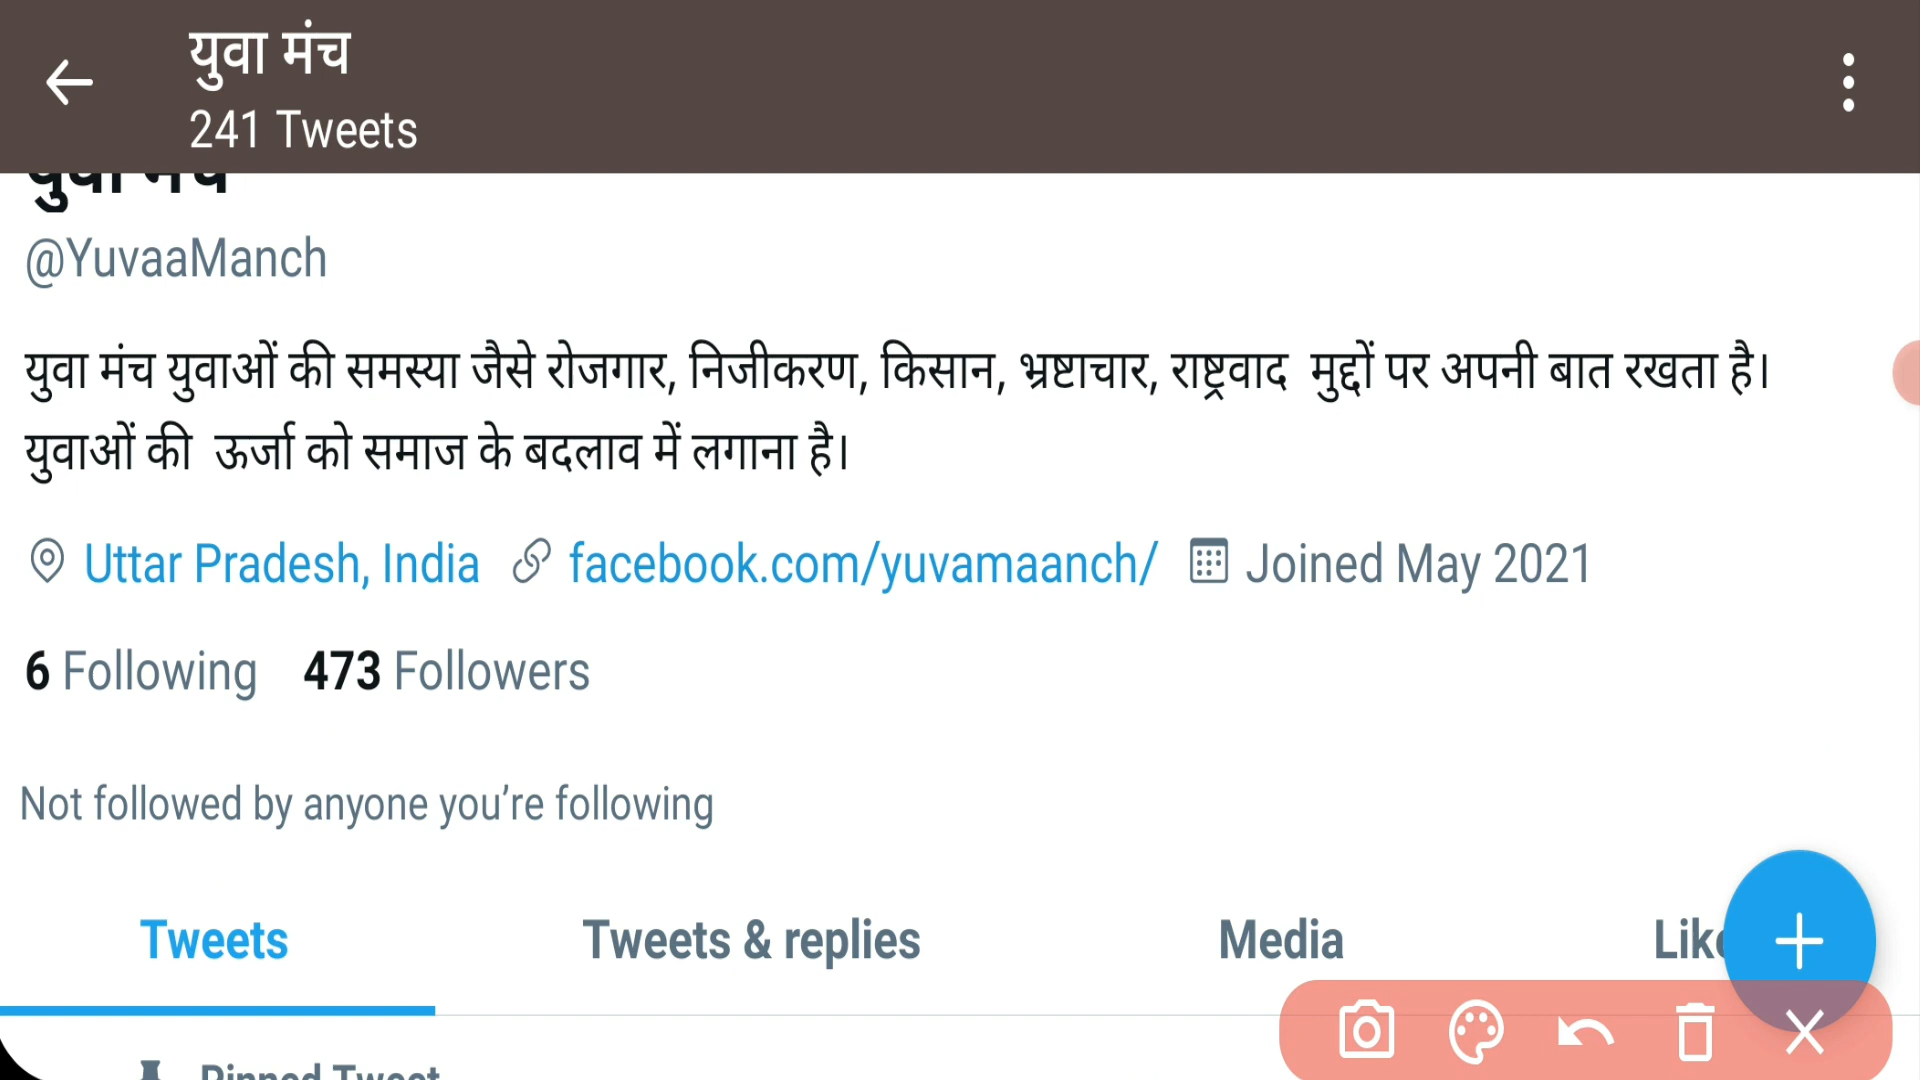 युवा मंच
241 Tweets
युवा मंच
@YuvaaManch
युवा मंच युवाओं की समस्या जैसे रोजगार, निजीकरण, किसान, भ्रष्टाचार, राष्ट्रवाद  मुद्दों पर अपनी बात रखता है।
युवाओं की  ऊर्जा को समाज के बदलाव में लगाना है।
Uttar Pradesh, India facebook.com/yuvamaanch/ Joined May 2021
6 Following 473 Followers
Not followed by anyone you’re following
Tweets Tweets & replies Media
Pinned Tweet